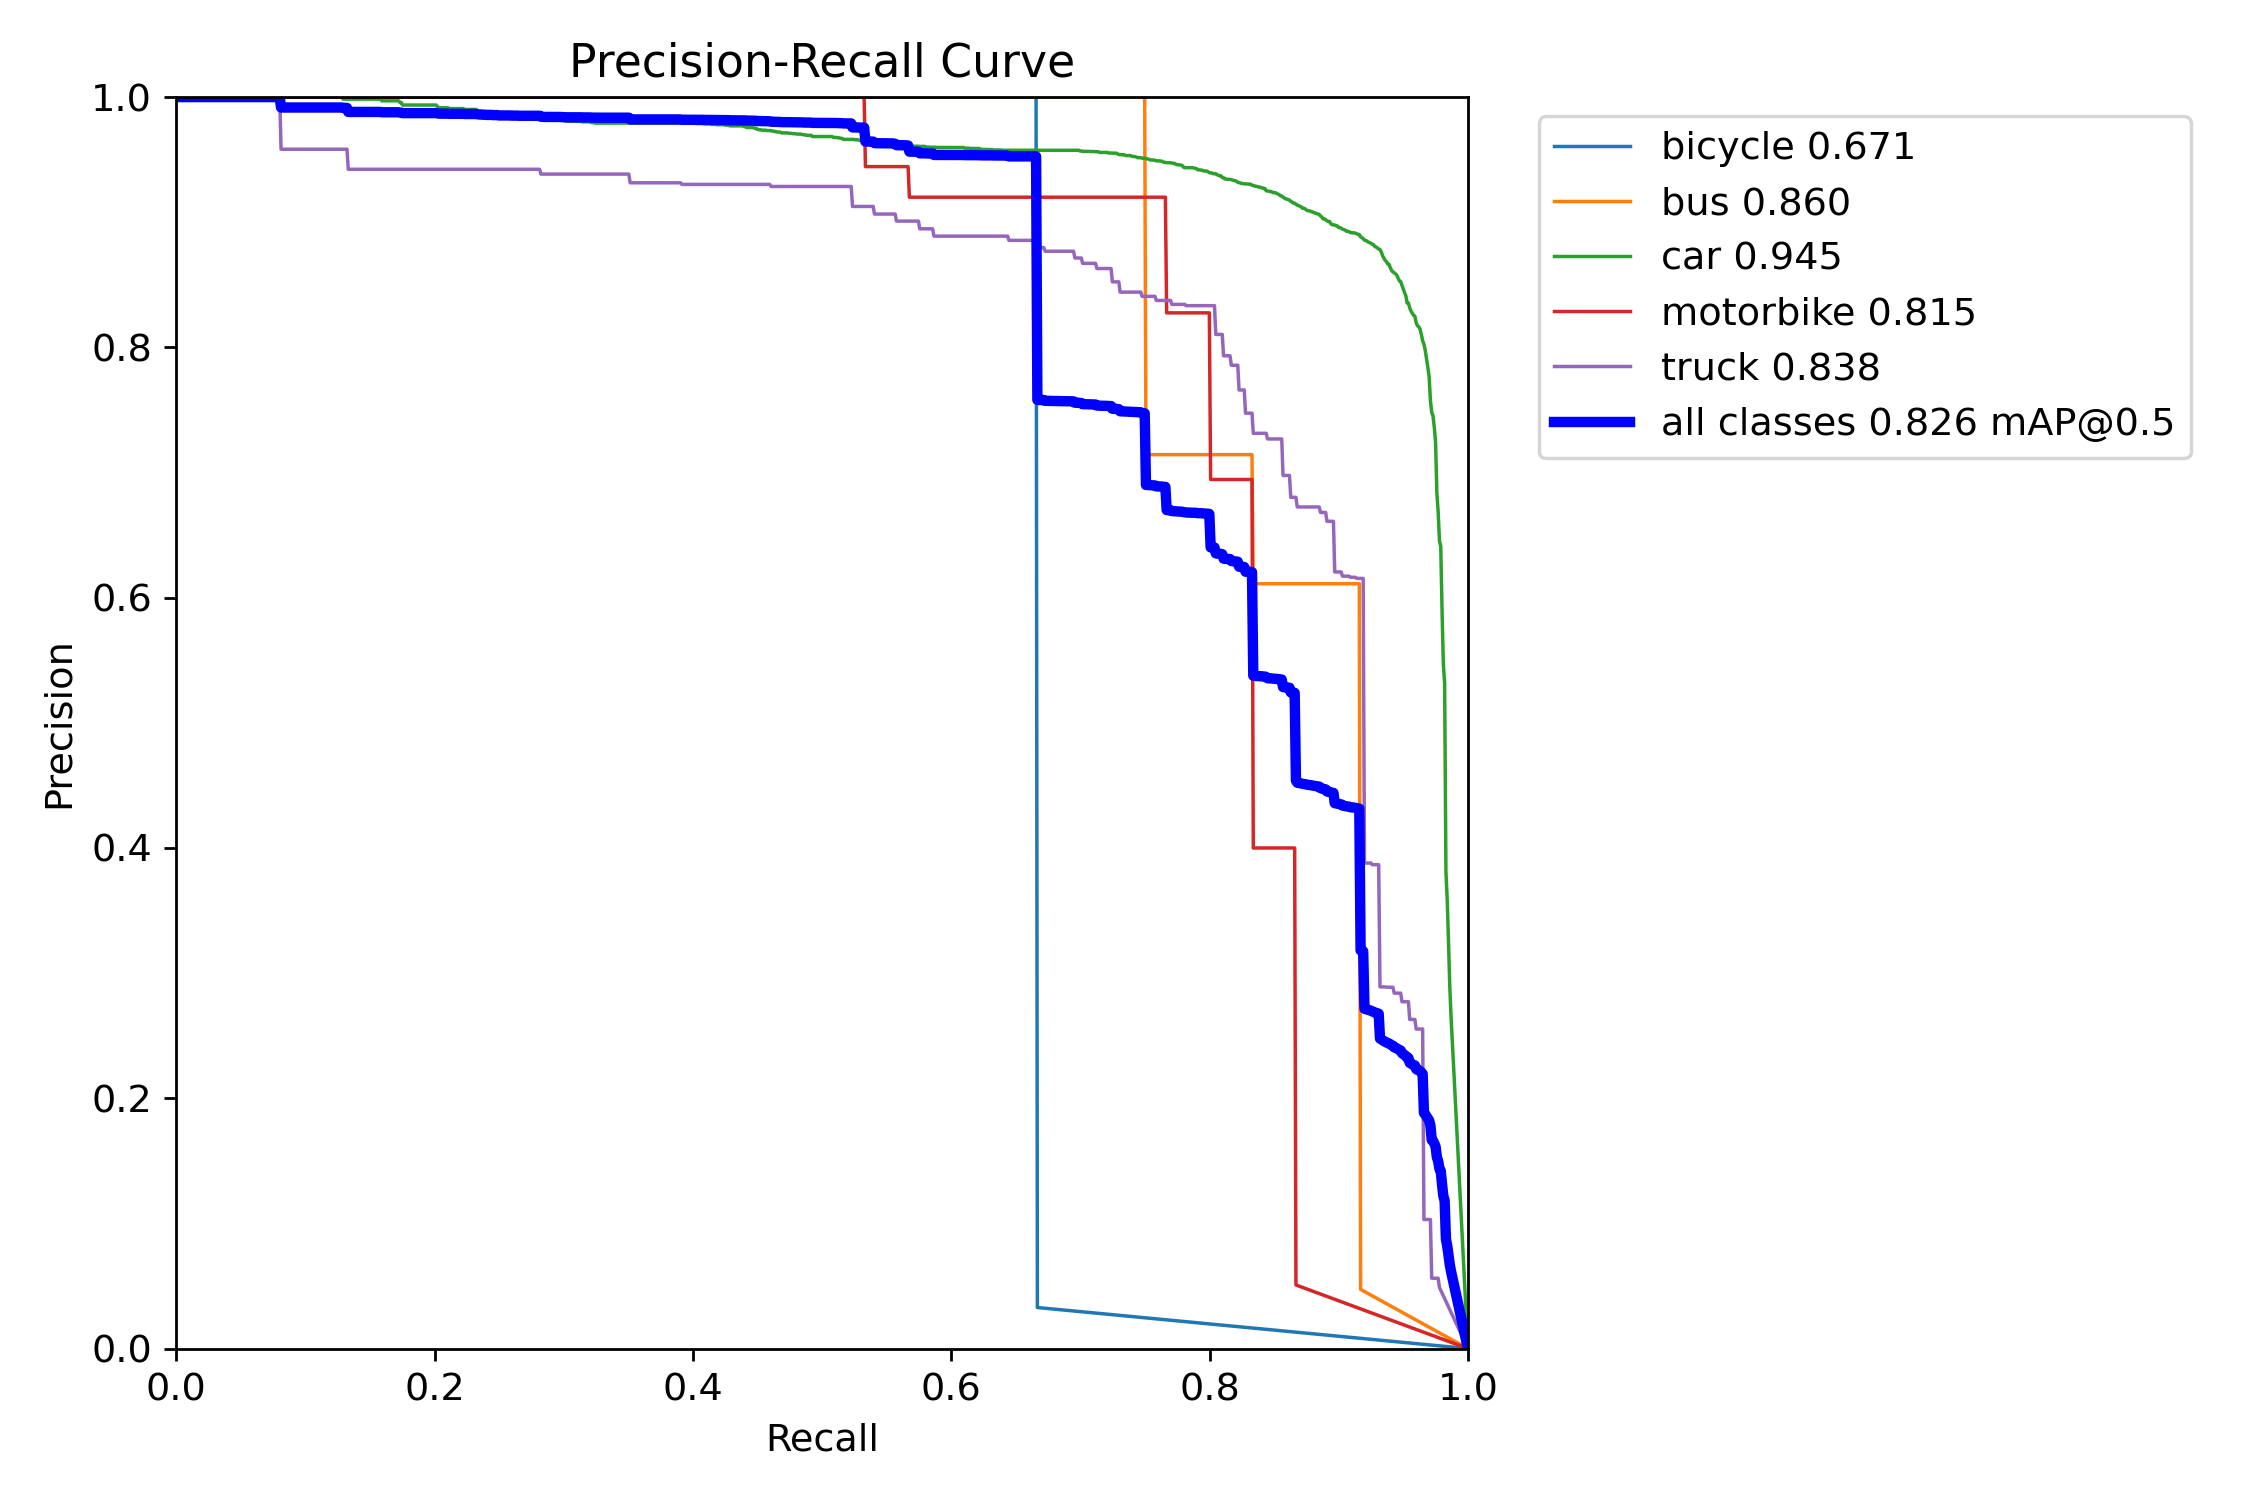 Precision-Recall Curve
1.0
0.8
0.6
0.4
0.2
0.0
Precision
0.0 0.2 0.4 0.6 0.8 1.0
Recall
bicycle 0.671
bus 0.860
car 0.945
motorbike 0.815
truck 0.838
all classes 0.826 mAP@0.5